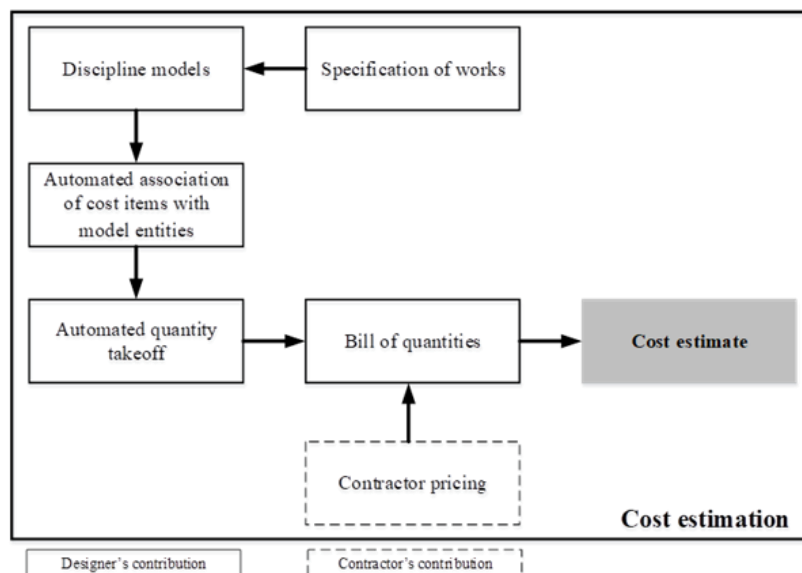 Discipline models
Specification of works
Automated association
of cost items with
model entities
Automated quantity
takeoff
Bill of quantities
Cost estimate
Contractor pricing
Cost estimation
Designer's contribution
Contractor's contribution